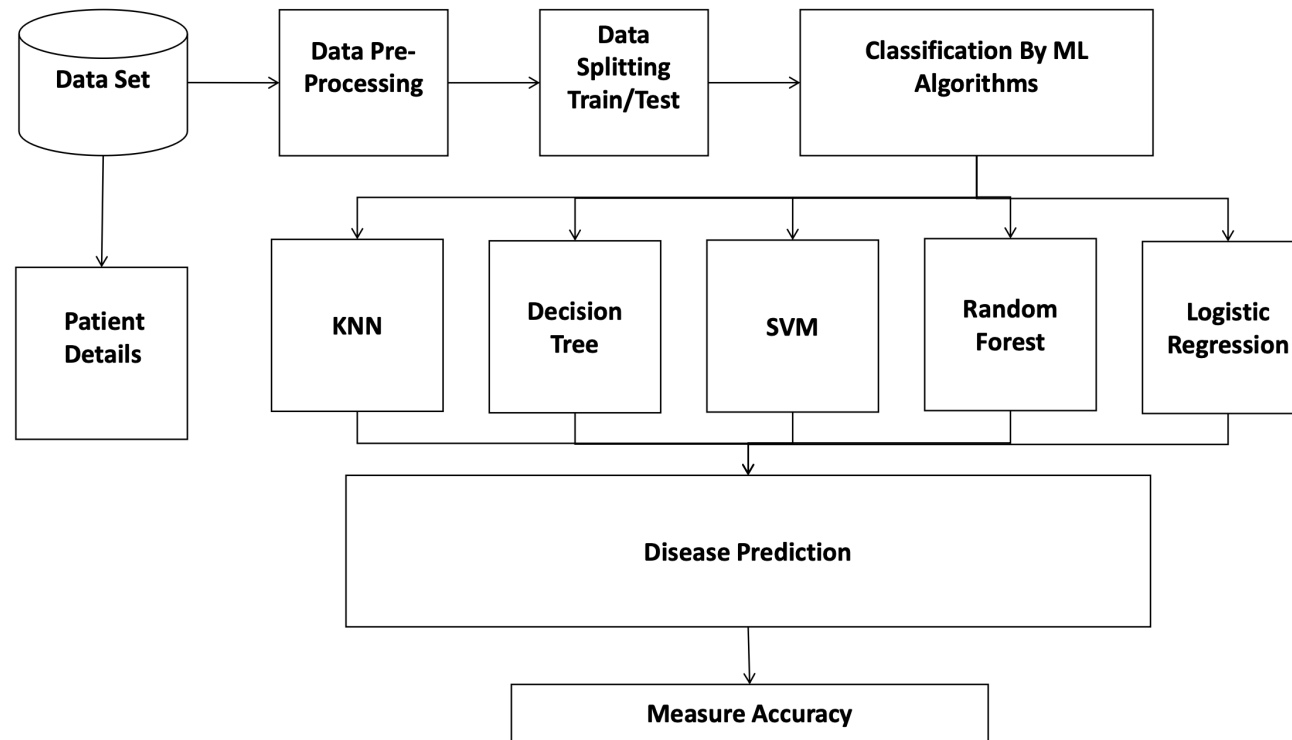 Data Set
Data Pre-
Processing
Data
Splitting
Train/Test
Classification By ML
Algorithms
Patient
Details
KNN
Decision
Tree
SVM
Random
Forest
Logistic
Regression
Disease Prediction
Measure Accuracy